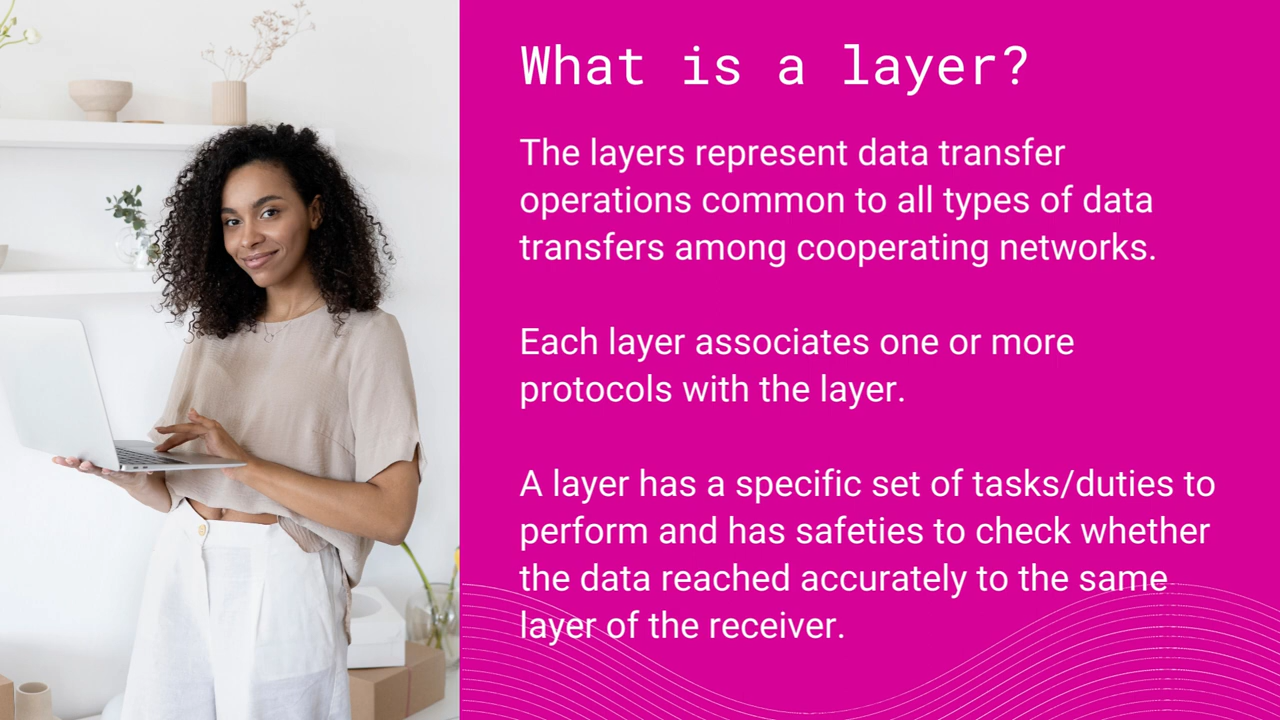 What is a layer?
The layers represent data transfer
operations common to all types of data
transfers among cooperating networks.
Each layer associates one or more
protocols with the layer.
A layer has a specific set of tasks/duties to
perform and has safeties to check whether
the data reached accurately to the same
layer of the receiver.